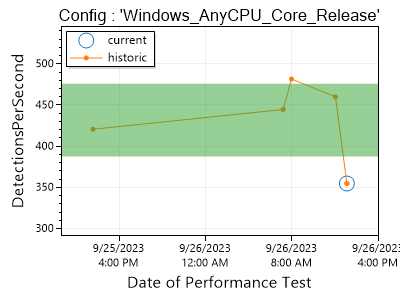 Config : 'Windows_AnyCPU_Core_Release'
current
historic
DetectionsPerSecond
500
450
400
350
300
9/25/2023 9/26/2023 9/26/2023 9/26/2023
4:00 PM 12:00 AM 8:00 AM 4:00 PM
Date of Performance Test